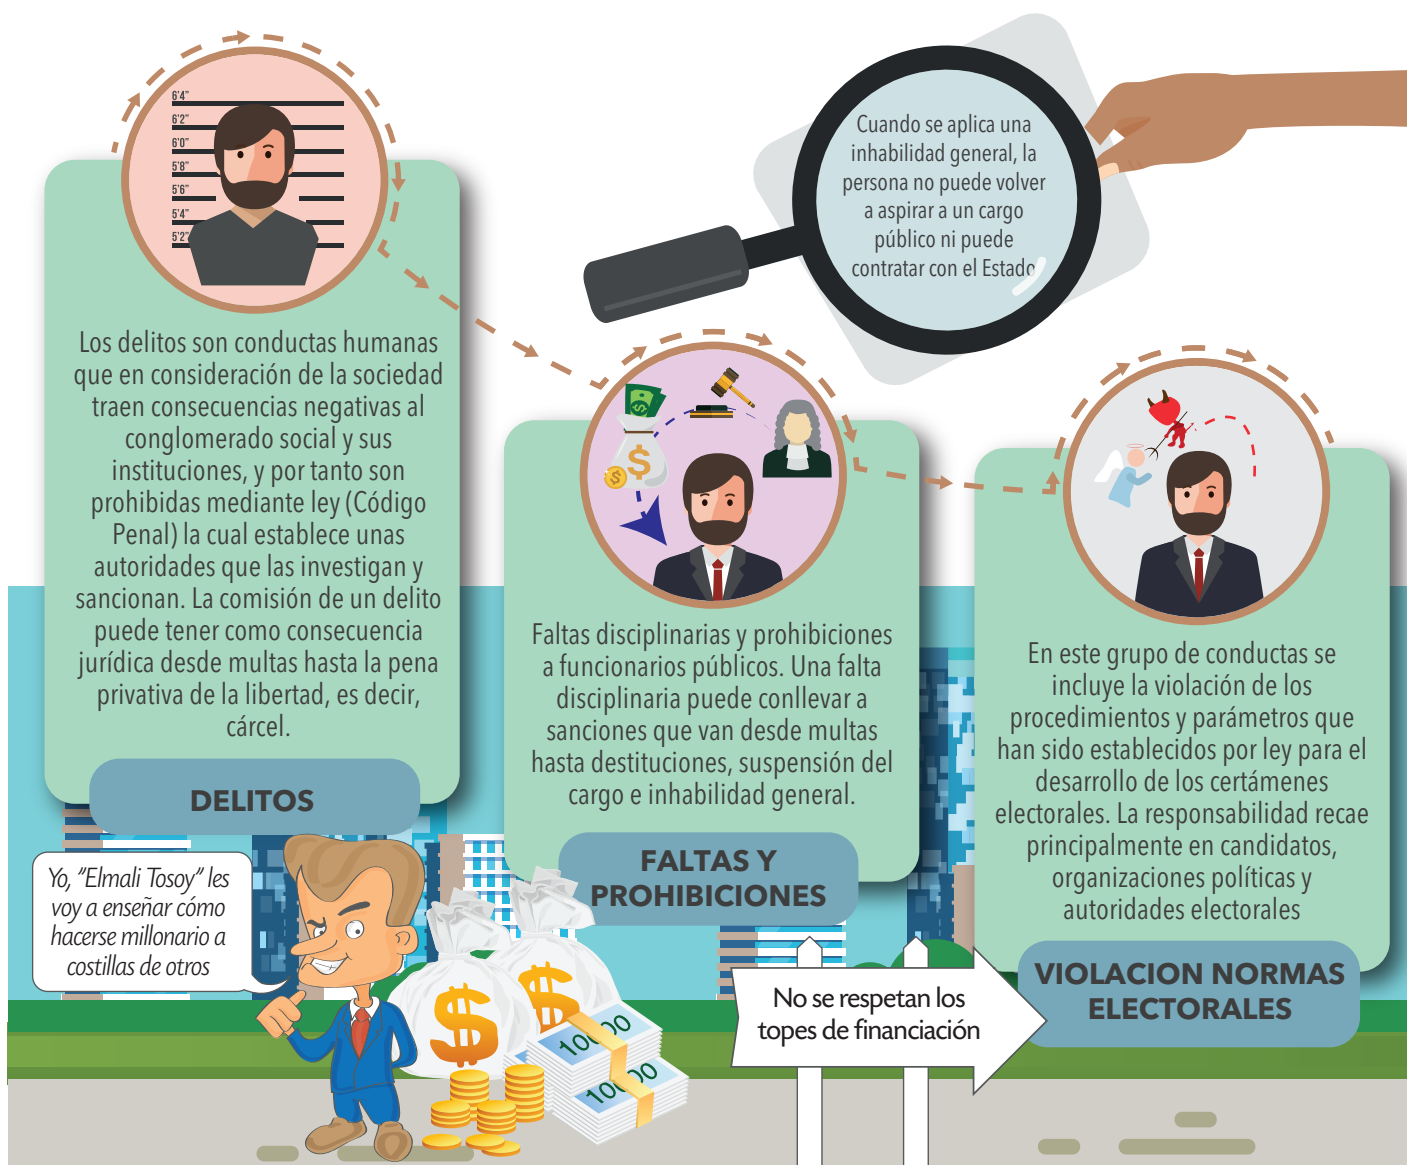 6'4"
6'2"
6'0"
5'8"
5'6"
5'4"
5'2"
Los delitos son conductas humanas
que en consideración de la sociedad
traen consecuencias negativas al
conglomerado social y sus
instituciones, y por tanto son
prohibidas mediante ley (Código
Penal) la cual establece unas
autoridades que las investigan y
sancionan. La comisión de un delito
puede tener como consecuencia
jurídica desde multas hasta la pena
privativa de la libertad, es decir,
cárcel.
DELITOS
Cuando se aplica una
inhabilidad general, la
persona no puede volver
a aspirar a un cargo
público ni puede
contratar con el Estado
Faltas disciplinarias y prohibiciones
a funcionarios públicos. Una falta
disciplinaria puede conllevar a
sanciones que van desde multas
hasta destituciones, suspensión del
cargo e inhabilidad general.
FALTAS Y
PROHIBICIONES
En este grupo de conductas se
incluye la violación de los
procedimientos y parámetros que
han sido establecidos por ley para el
desarrollo de los certámenes
electorales. La responsabilidad recae
principalmente en candidatos,
organizaciones políticas y
autoridades electorales
VIOLACION NORMAS
ELECTORALES
Yo, "Elmali Tosoy" les
voy a enseñar cómo
hacerse millonario a
costillas de otros
$
$
$
$
$
10000
10000
No se respetan los
topes de financiación